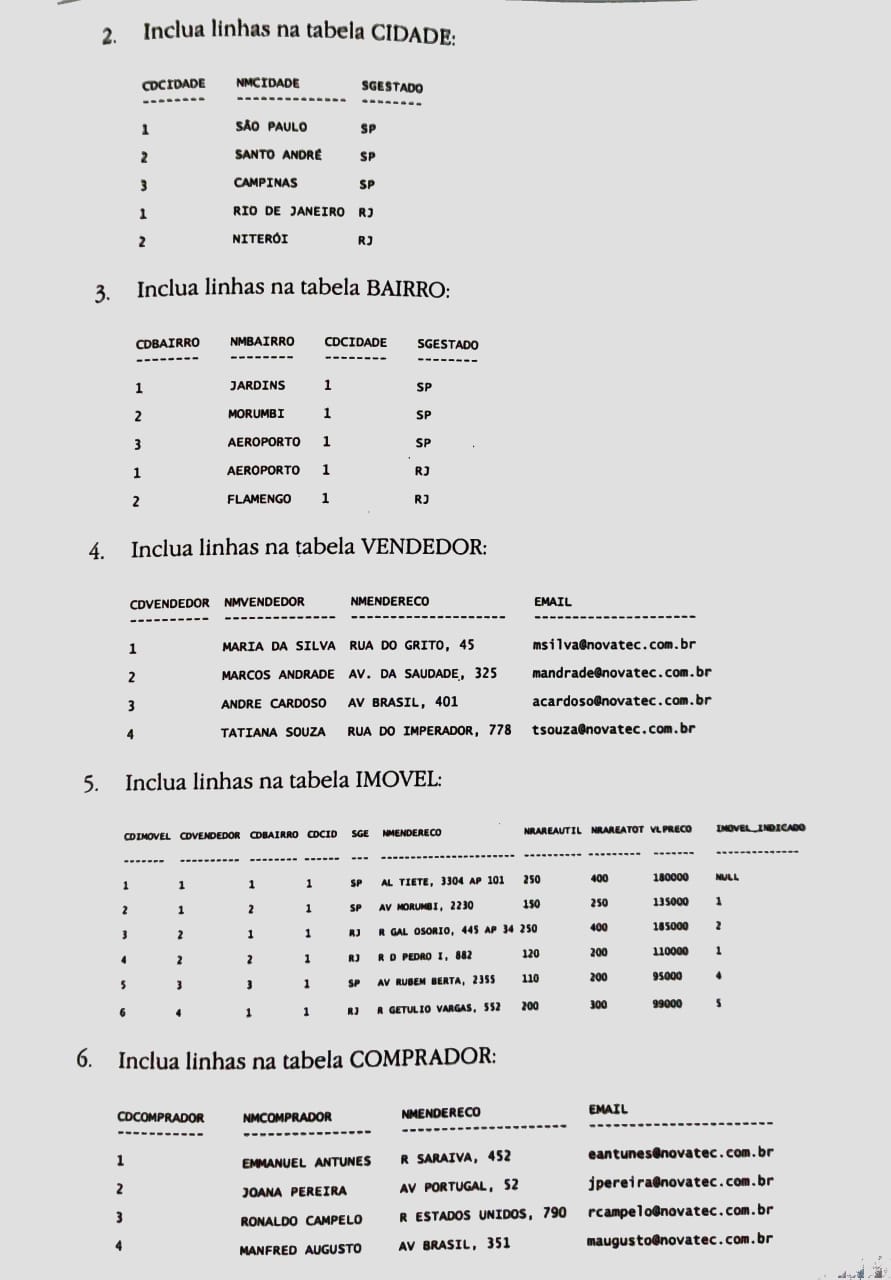 2. Inclua linhas na tabela CIDADE:
CDCIDADE NMCIDADE SGESTADO
-------- -------------- --------
1 SÃO PAULO SP
2 SANTO ANDRÉ SP
3 CAMPINAS SP
1 RIO DE JANEIRO RJ
2 NITERÓI RJ
3. Inclua linhas na tabela BAIRRO:
CDBAIRRO NMBAIRRO CDCIDADE SGESTADO
-------- -------- -------- --------
1 JARDINS 1 SP
2 MORUMBI 1 SP
3 AEROPORTO 1 SP
1 AEROPORTO 1 RJ
2 FLAMENGO 1 RJ
4. Inclua linhas na tabela VENDEDOR:
CDVENDEDOR NMVENDEDOR NMENDERECO EMAIL
---------- -------------- -------------------- ---------------------
1 MARIA DA SILVA RUA DO GRITO, 45 msilva@novatec.com.br
2 MARCOS ANDRADE AV. DA SAUDADE, 325 mandrade@novatec.com.br
3 ANDRE CARDOSO AV BRASIL, 401 acardoso@novatec.com.br
4 TATIANA SOUZA RUA DO IMPERADOR, 778 tsouza@novatec.com.br
5. Inclua linhas na tabela IMOVEL:
CDIMOVEL CDVENDEDOR CDBAIRRO CDCID SGE NMENDERECO NRAREAUTIL NRAREATOT VLPRECO IMOVEL_INDICADO
------- ---------- -------- ------ --- ----------------------- ---------- --------- ------- --------------
1 1 1 1 SP AL TIETE, 3304 AP 101 250 400 180000 NULL
2 1 2 1 SP AV MORUMBI, 2230 150 250 135000 1
3 2 1 1 RJ R GAL OSORIO, 445 AP 34 250 400 185000 2
4 2 2 1 RJ R D PEDRO I, 882 120 200 110000 1
5 3 3 1 SP AV RUBEM BERTA, 2355 110 200 95000 4
6 4 1 1 RJ R GETULIO VARGAS, 552 200 300 99000 5
6. Inclua linhas na tabela COMPRADOR:
CDCOMPRADOR NMCOMPRADOR NMENDERECO EMAIL
----------- ---------------- --------------------- -----------------------
1 EMMANUEL ANTUNES R SARAIVA, 452 eantunes@novatec.com.br
2 JOANA PEREIRA AV PORTUGAL, 52 jpereira@novatec.com.br
3 RONALDO CAMPELO R ESTADOS UNIDOS, 790 rcampelo@novatec.com.br
4 MANFRED AUGUSTO AV BRASIL, 351 maugusto@novatec.com.br